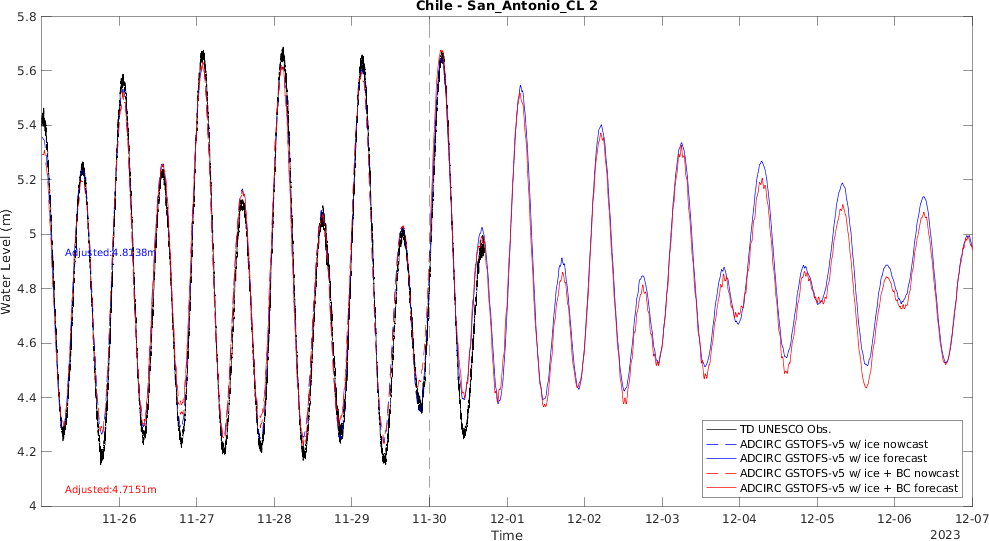 Chile - San_Antonio_CL 2
5.8
5.6
5.4
5.2
5
4.8
4.6
4.4
4.2
4
Water Level (m)
Adjusted:4.8138m
Adjusted:4.7151m
TD UNESCO Obs.
ADCIRC GSTOFS-v5 w/ ice nowcast
ADCIRC GSTOFS-v5 w/ ice forecast
ADCIRC GSTOFS-v5 w/ ice + BC nowcast
ADCIRC GSTOFS-v5 w/ ice + BC forecast
11-26 11-27 11-28 11-29 11-30 12-01 12-02 12-03 12-04 12-05 12-06 12-07
Time
2023